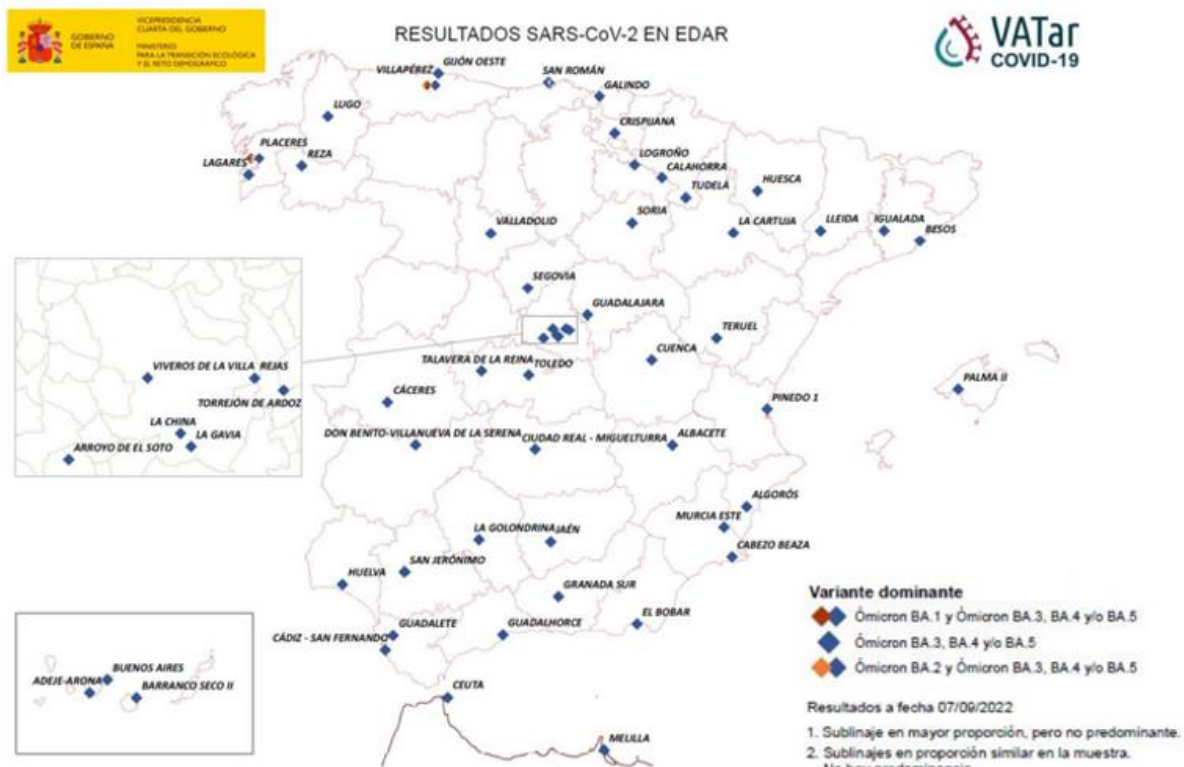 GOBIERNO
DE ESPAÑA
VICEPRESIDENCIA
CUARTA DEL GOBIERNO
MINISTERIO
PARA LA TRANSICIÓN ECOLÓGICA
Y EL RETO DEMOGRÁFICO
RESULTADOS SARS-CoV-2 EN EDAR
VATar
COVID-19
GIJÓN OESTE
VILLAPÉREZ
SAN ROMÁN
GALINDO
LUGO
CRISPIJANA
PLACERES
LAGARES
REZA
LOGROÑO
CALAHORRA
TUDELA
HUESCA
SORIA
VALLADOLID
LA CARTUJA
LLEIDA
IGUALADA
BESOS
SEGOVIA
GUADALAJARA
TERUEL
CUENCA
TALAVERA DE LA REINA
TOLEDO
VIVEROS DE LA VILLA
REJAS
TORREJÓN DE ARDOZ
LA CHINA
LA GAVIA
ARROYO DE EL SOTO
CÁCERES
PALMA II
PINEDO 1
DON BENITO-VILLANUEVA DE LA SERENA
CIUDAD REAL - MIGUELTURRA
ALBACETE
ALGORÓS
MURCIA ESTE
CABEZO BEAZA
LA GOLONDRINA
JAÉN
SAN JERÓNIMO
HUELVA
GRANADA SUR
EL BOBAR
GUADALETE
GUADALHORCE
CÁDIZ - SAN FERNANDO
BUENOS AIRES
ADEJE-ARONA
BARRANCO SECO II
CEUTA
MELILLA
Variante dominante
Ómicron BA.1 y Ómicron BA.3, BA.4 y/o BA.5
Ómicron BA.3, BA.4 y/o BA.5
Ómicron BA.2 y Ómicron BA.3, BA.4 y/o BA.5
Resultados a fecha 07/09/2022
1. Sublinaje en mayor proporción, pero no predominante.
2. Sublinajes en proporción similar en la muestra.
No hay predominancia